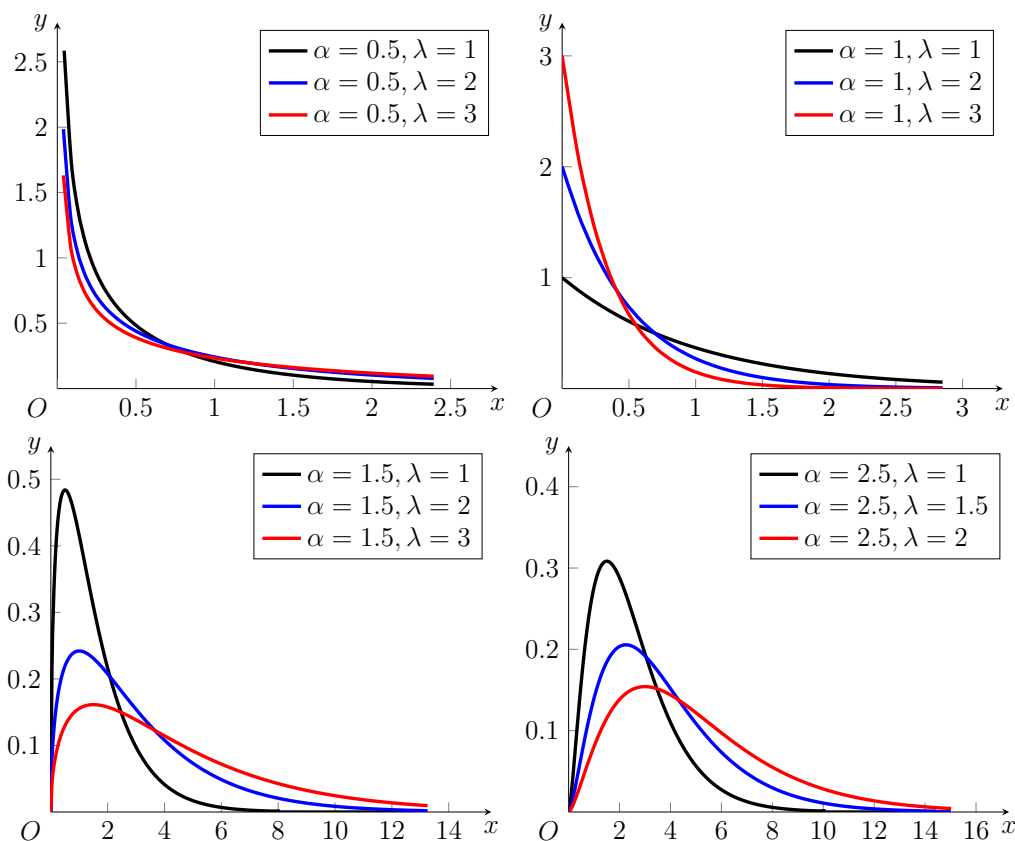 y
α = 0.5, λ = 1
α = 0.5, λ = 2
α = 0.5, λ = 3
2.5
2
1.5
1
0.5
O
0.5 1 1.5 2 2.5 x
y
α = 1, λ = 1
α = 1, λ = 2
α = 1, λ = 3
3
2
1
O
0.5 1 1.5 2 2.5 3 x
y
α = 1.5, λ = 1
α = 1.5, λ = 2
α = 1.5, λ = 3
0.5
0.4
0.3
0.2
0.1
O
2 4 6 8 10 12 14 x
y
α = 2.5, λ = 1
α = 2.5, λ = 1.5
α = 2.5, λ = 2
0.4
0.3
0.2
0.1
O
2 4 6 8 10 12 14 16 x